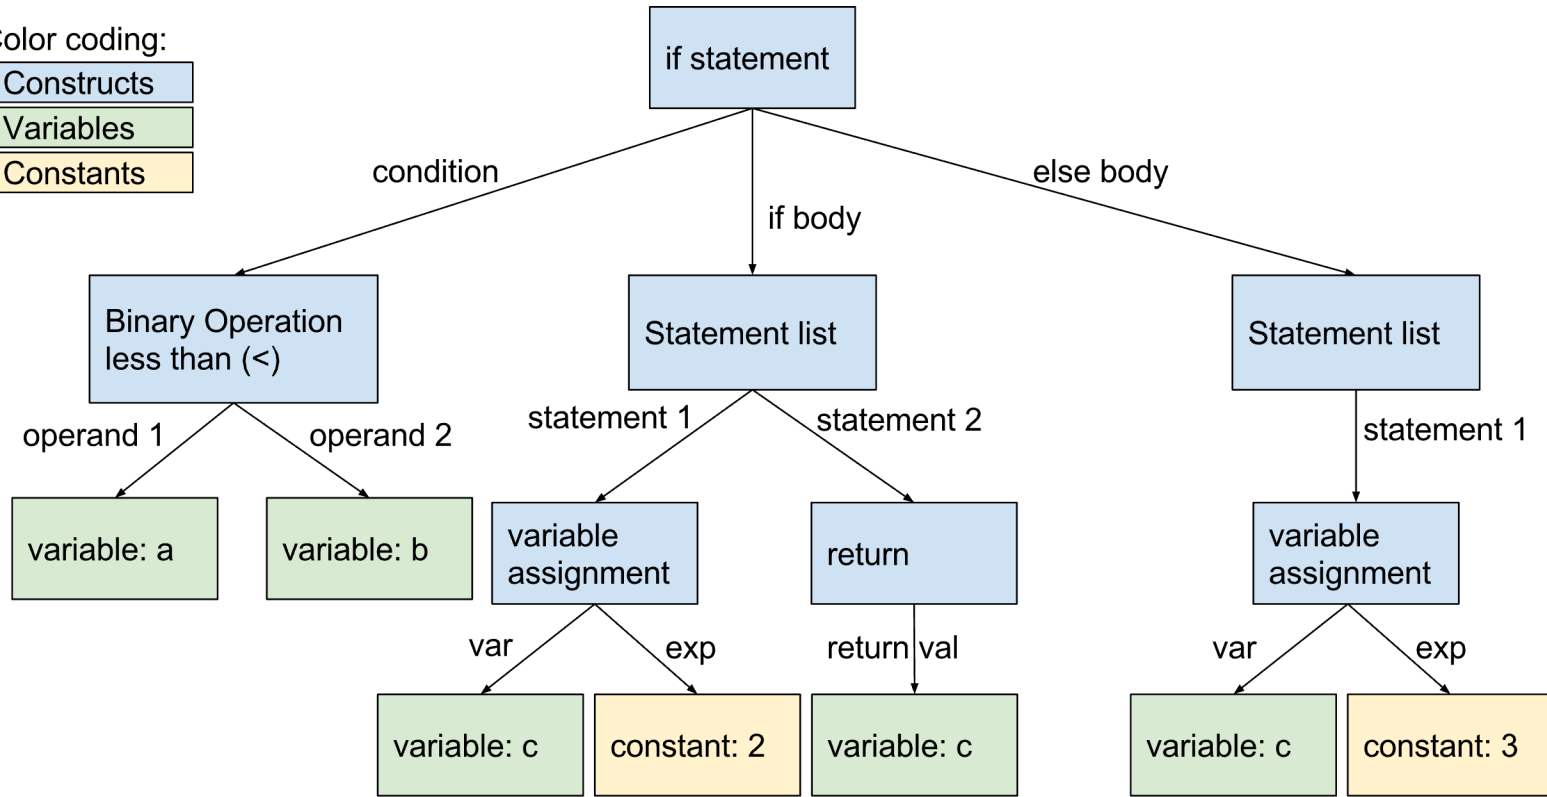 Color coding:
Constructs
Variables
Constants
if statement
condition
if body
else body
Binary Operation
less than (<)
Statement list
Statement list
operand 1
operand 2
statement 1
statement 2
statement 1
variable: a
variable: b
variable
assignment
return
variable
assignment
var
exp
return val
var
exp
variable: c
constant: 2
variable: c
variable: c
constant: 3